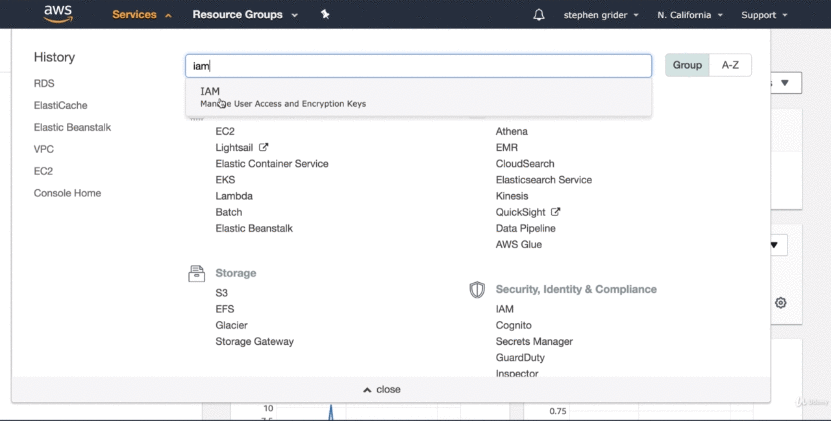 aws
Services
Resource Groups
stephen grider
N. California
Support
History
RDS
ElastiCache
Elastic Beanstalk
VPC
EC2
Console Home
iam
Group
A-Z
IAM
Manage User Access and Encryption Keys
EC2
Lightsail
Elastic Container Service
EKS
Lambda
Batch
Elastic Beanstalk
Storage
S3
EFS
Glacier
Storage Gateway
Athena
EMR
CloudSearch
Elasticsearch Service
Kinesis
QuickSight
Data Pipeline
AWS Glue
Security, Identity & Compliance
IAM
Cognito
Secrets Manager
GuardDuty
Inspector
close
10
0.75